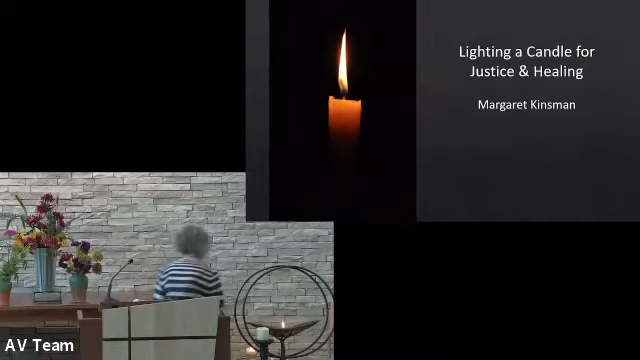 Lighting a Candle for
Justice & Healing
Margaret Kinsman
AV Team